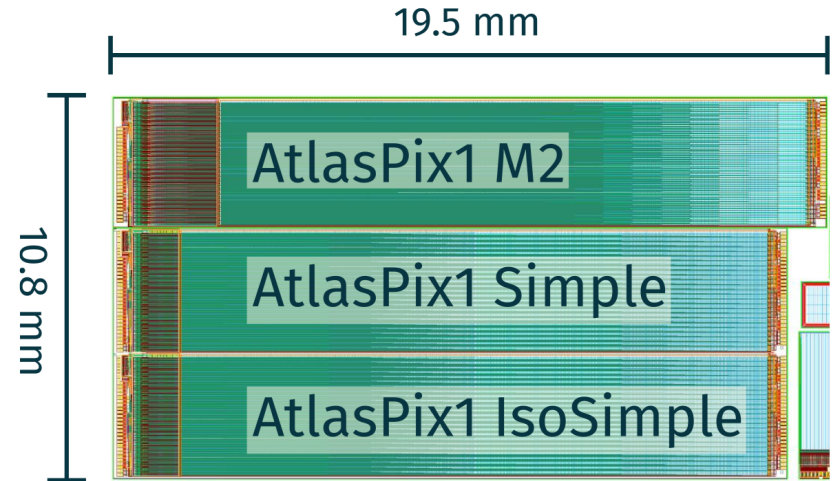 19.5 mm
10.8 mm
AtlasPix1 M2
AtlasPix1 Simple
AtlasPix1 IsoSimple